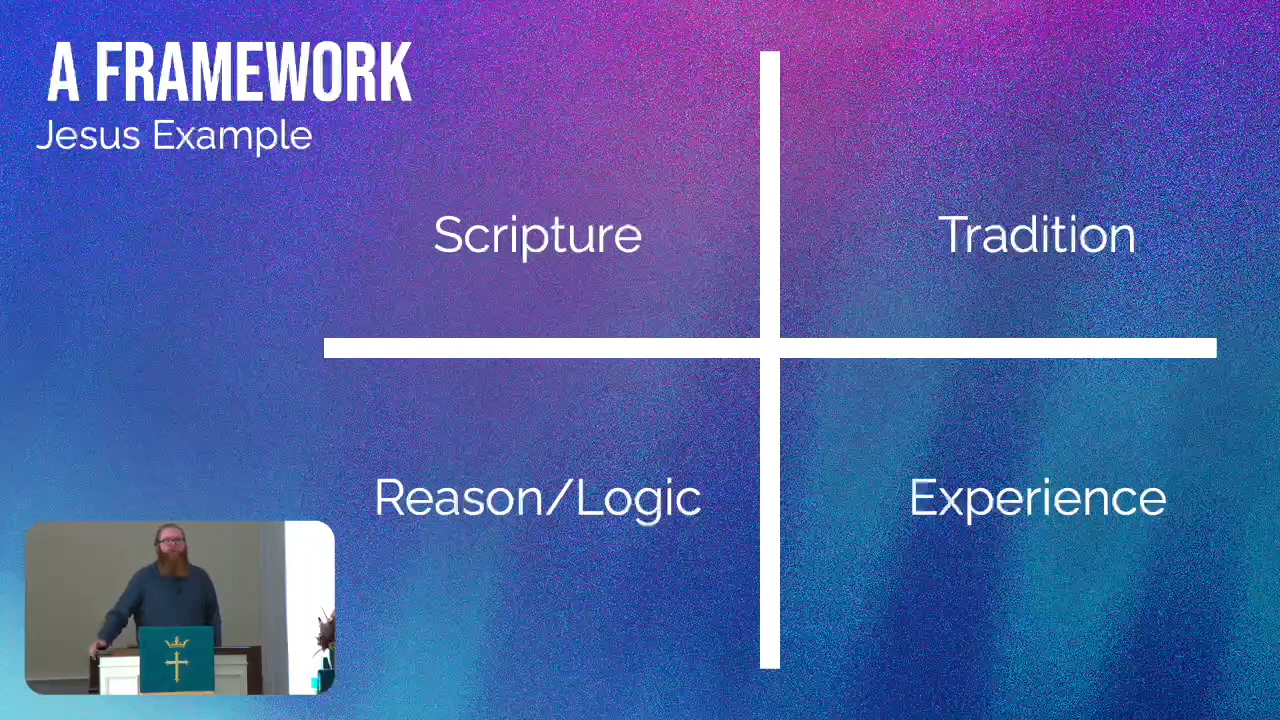 A FRAMEWORK
Jesus Example
Scripture
Tradition
Reason/Logic
Experience